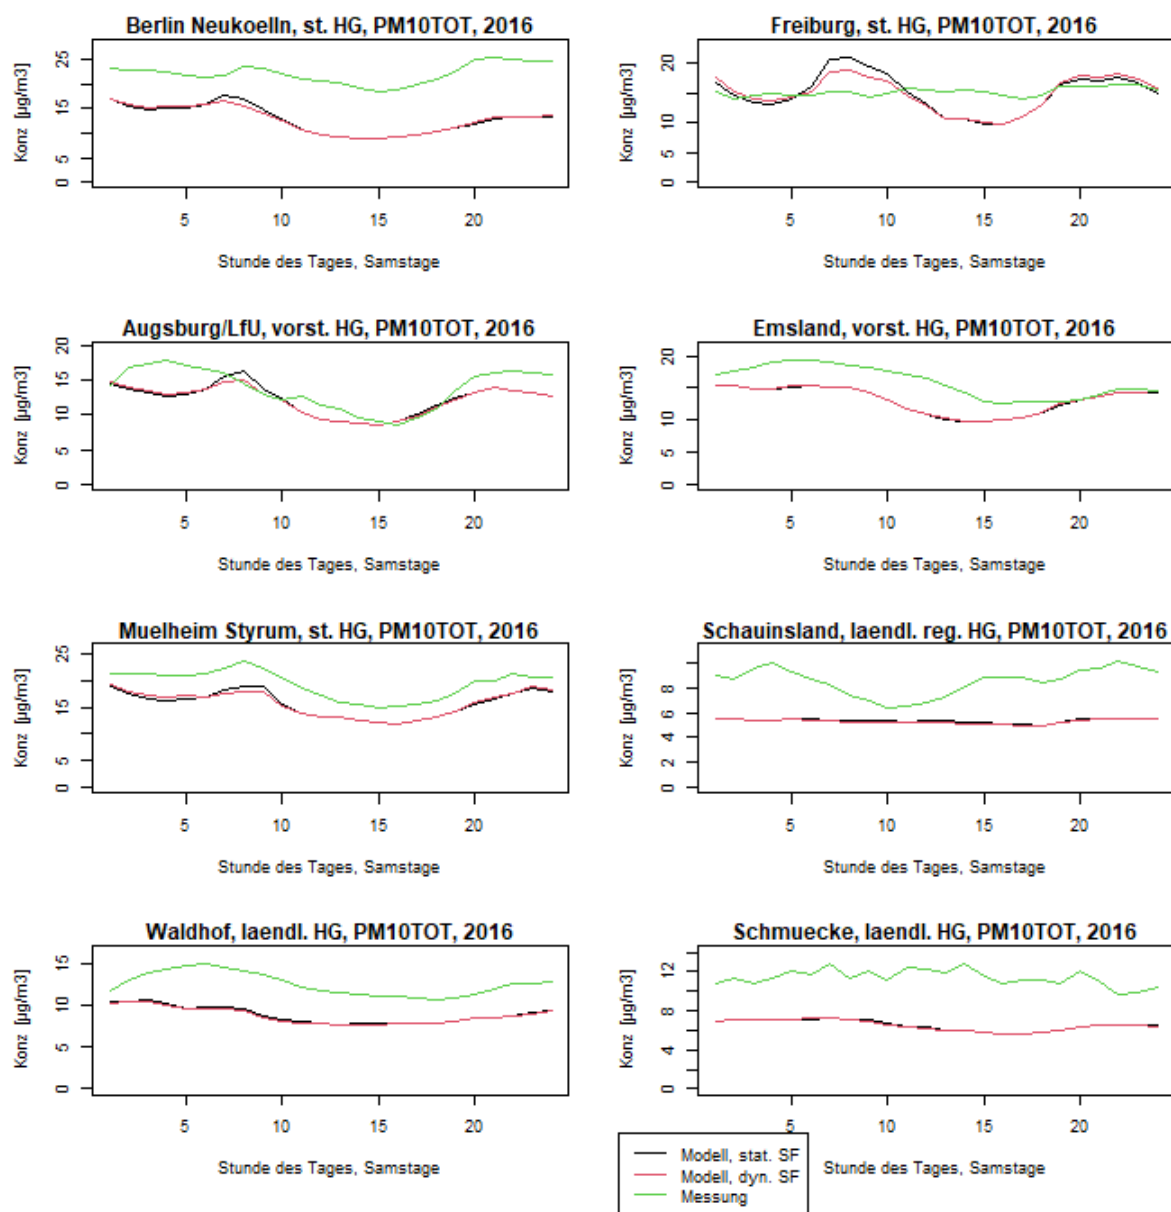 Berlin Neukoelln, st. HG, PM10TOT, 2016
Konz [µg/m3]
0 5 15 25
5 10 15 20
Stunde des Tages, Samstage
Freiburg, st. HG, PM10TOT, 2016
Konz [µg/m3]
0 5 10 20
5 10 15 20
Stunde des Tages, Samstage
Augsburg/LfU, vorst. HG, PM10TOT, 2016
Konz [µg/m3]
0 5 10 15 20
5 10 15 20
Stunde des Tages, Samstage
Emsland, vorst. HG, PM10TOT, 2016
Konz [µg/m3]
0 5 10 20
5 10 15 20
Stunde des Tages, Samstage
Muelheim Styrum, st. HG, PM10TOT, 2016
Konz [µg/m3]
0 5 15 25
5 10 15 20
Stunde des Tages, Samstage
Schauinsland, laendl. reg. HG, PM10TOT, 2016
Konz [µg/m3]
0 2 4 6 8
5 10 15 20
Stunde des Tages, Samstage
Waldhof, laendl. HG, PM10TOT, 2016
Konz [µg/m3]
0 5 10 15
5 10 15 20
Stunde des Tages, Samstage
Schmuecke, laendl. HG, PM10TOT, 2016
Konz [µg/m3]
0 4 8 12
5 10 15 20
Stunde des Tages, Samstage
Modell, stat. SF
Modell, dyn. SF
Messung